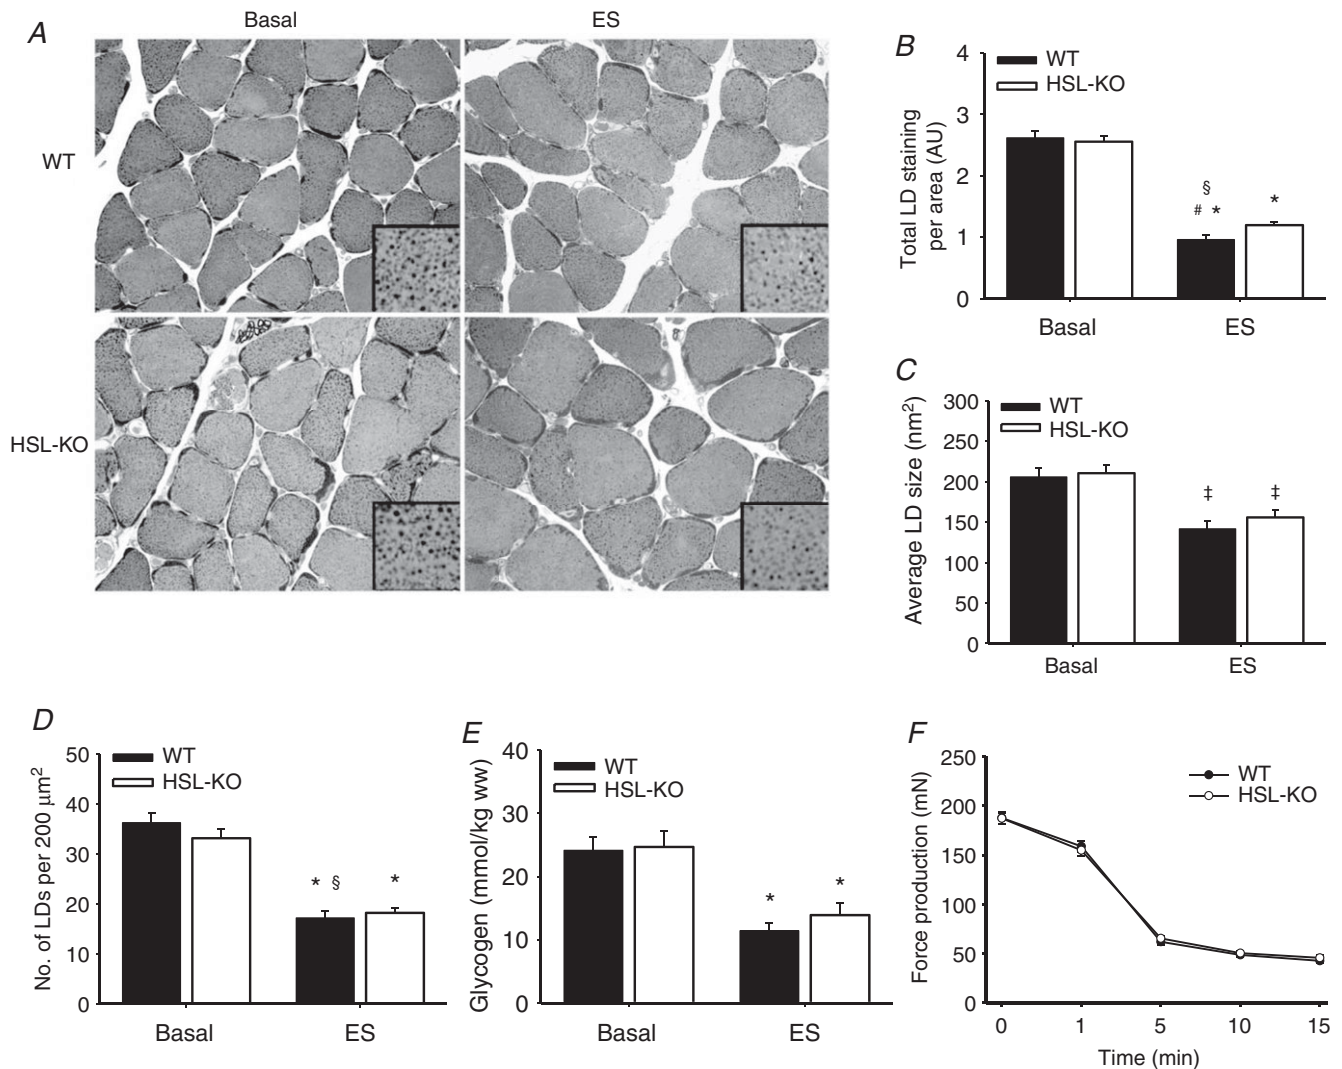 A
Basal
ES
WT
HSL-KO
B
Total LD staining
per area (AU)
4
3
2
1
0
WT
HSL-KO
§
# *
*
Basal
ES
C
Average LD size (nm²)
300
250
200
150
100
50
0
WT
HSL-KO
‡
‡
Basal
ES
D
No. of LDs per 200 µm²
50
40
30
20
10
0
WT
HSL-KO
* §
*
Basal
ES
E
Glycogen (mmol/kg ww)
40
30
20
10
0
WT
HSL-KO
*
*
Basal
ES
F
Force production (mN)
250
200
150
100
50
0
WT
HSL-KO
0 1 5 10 15
Time (min)